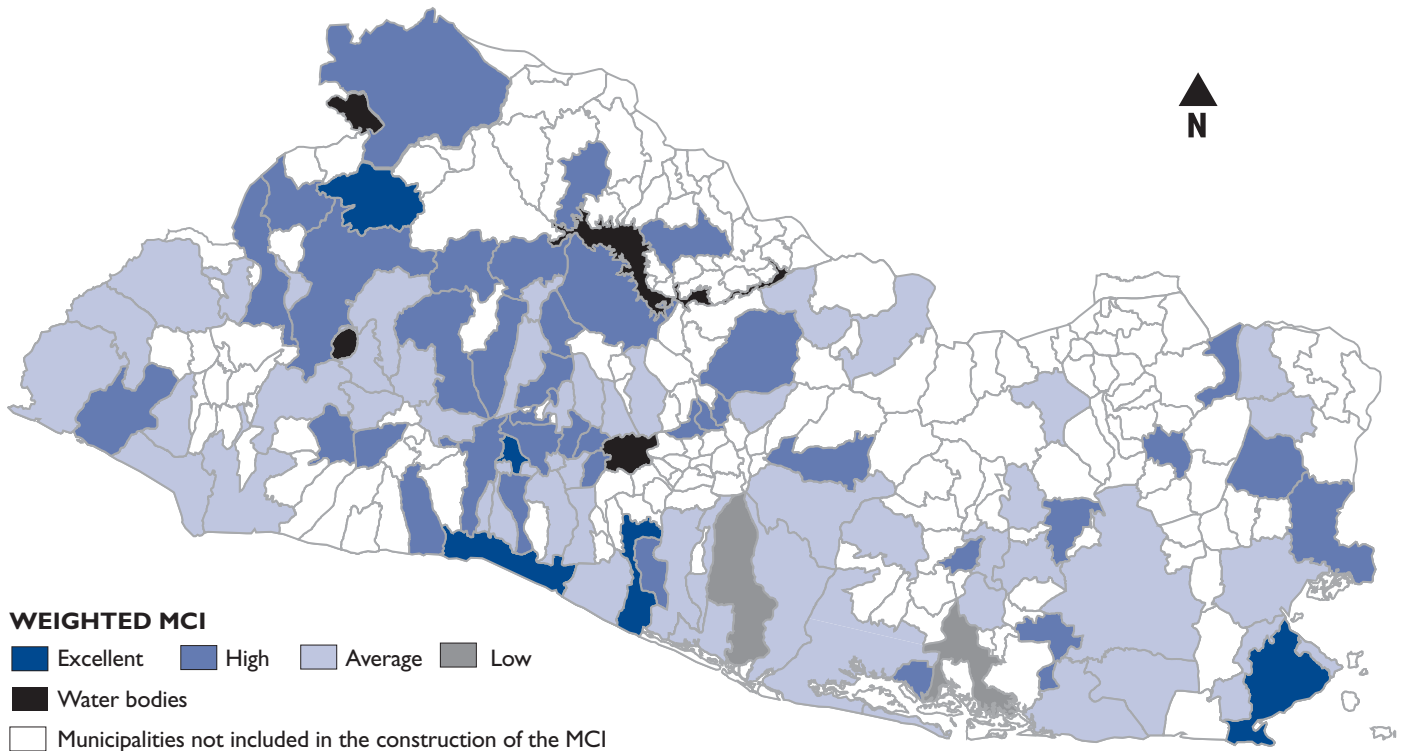 N
WEIGHTED MCI
Excellent High Average Low
Water bodies
Municipalities not included in the construction of the MCI